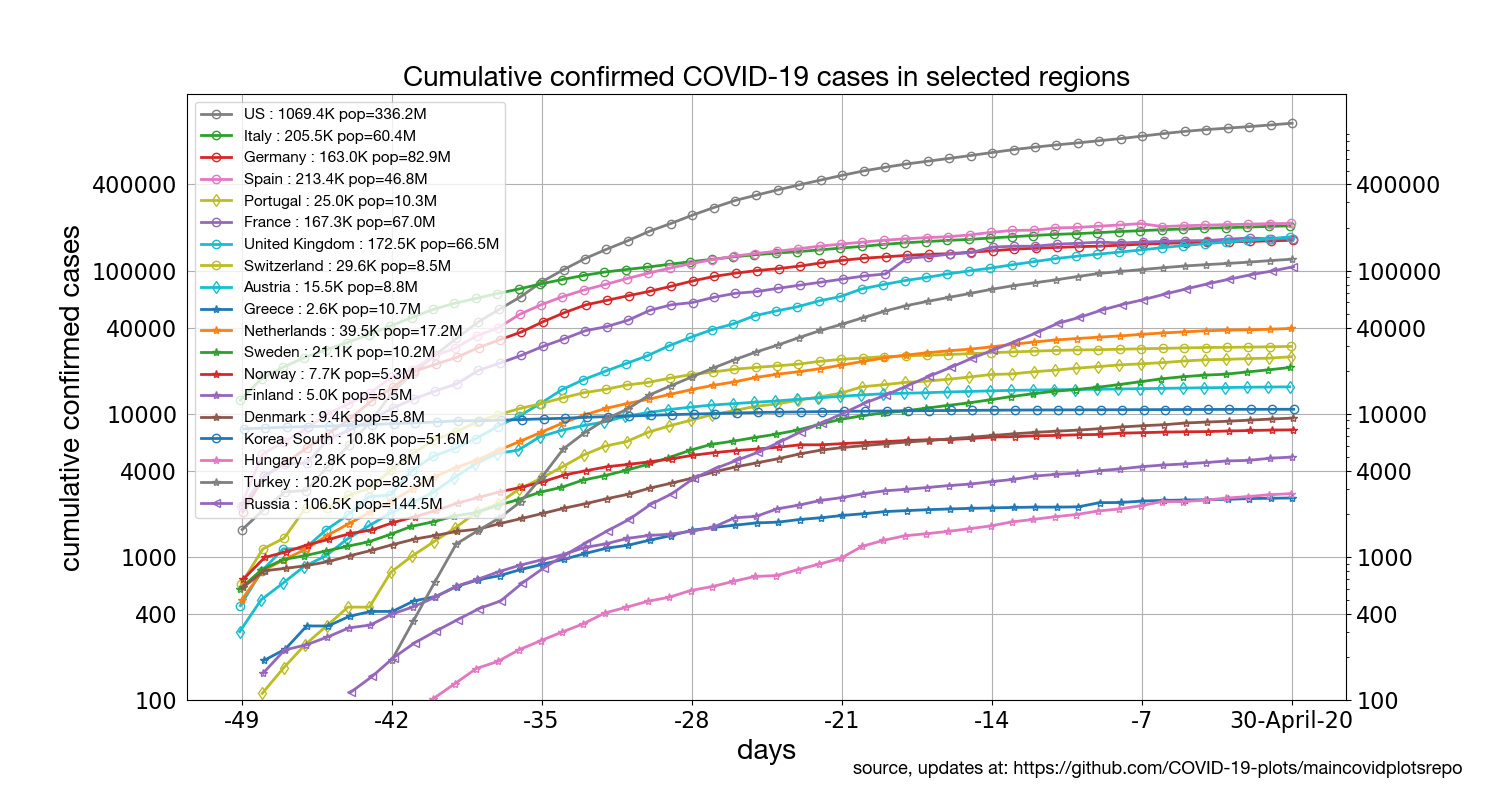 Cumulative confirmed COVID-19 cases in selected regions
US : 1069.4K pop=336.2M
Italy : 205.5K pop=60.4M
Germany : 163.0K pop=82.9M
Spain : 213.4K pop=46.8M
Portugal : 25.0K pop=10.3M
France : 167.3K pop=67.0M
United Kingdom : 172.5K pop=66.5M
Switzerland : 29.6K pop=8.5M
Austria : 15.5K pop=8.8M
Greece : 2.6K pop=10.7M
Netherlands : 39.5K pop=17.2M
Sweden : 21.1K pop=10.2M
Norway : 7.7K pop=5.3M
Finland : 5.0K pop=5.5M
Denmark : 9.4K pop=5.8M
Korea, South : 10.8K pop=51.6M
Hungary : 2.8K pop=9.8M
Turkey : 120.2K pop=82.3M
Russia : 106.5K pop=144.5M
cumulative confirmed cases
400000
100000
40000
10000
4000
1000
400
100
400000
1000000
40000
10000
4000
1000
400
100
-49 -42 -35 -28 -21 -14 -7 30-April-20
days
source, updates at: https://github.com/COVID-19-plots/maincovidplotsrepo